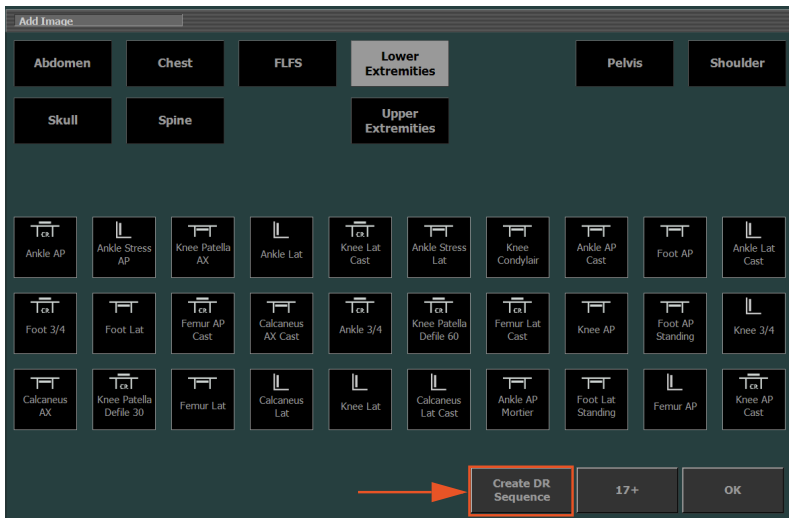 Add Image
Abdomen
Chest
FLFS
Lower
Extremities
Pelvis
Shoulder
Skull
Spine
Upper
Extremities
CR
Ankle AP
Ankle Stress
AP
Knee Patella
AX
Ankle Lat
CR
Knee Lat
Cast
Ankle Stress
Lat
Knee
Condylair
Ankle AP
Cast
Foot AP
Ankle Lat
Cast
CR
Foot 3/4
Foot Lat
CR
Femur AP
Cast
Calcaneus
AX Cast
CR
Ankle 3/4
CR
Knee Patella
Defile 60
CR
Femur Lat
Cast
Knee AP
Foot AP
Standing
Knee 3/4
Calcaneus
AX
CR
Knee Patella
Defile 30
Femur Lat
Calcaneus
Lat
Knee Lat
Calcaneus
Lat Cast
Ankle AP
Mortier
Foot Lat
Standing
Femur AP
CR
Knee AP
Cast
Create DR
Sequence
17+
OK